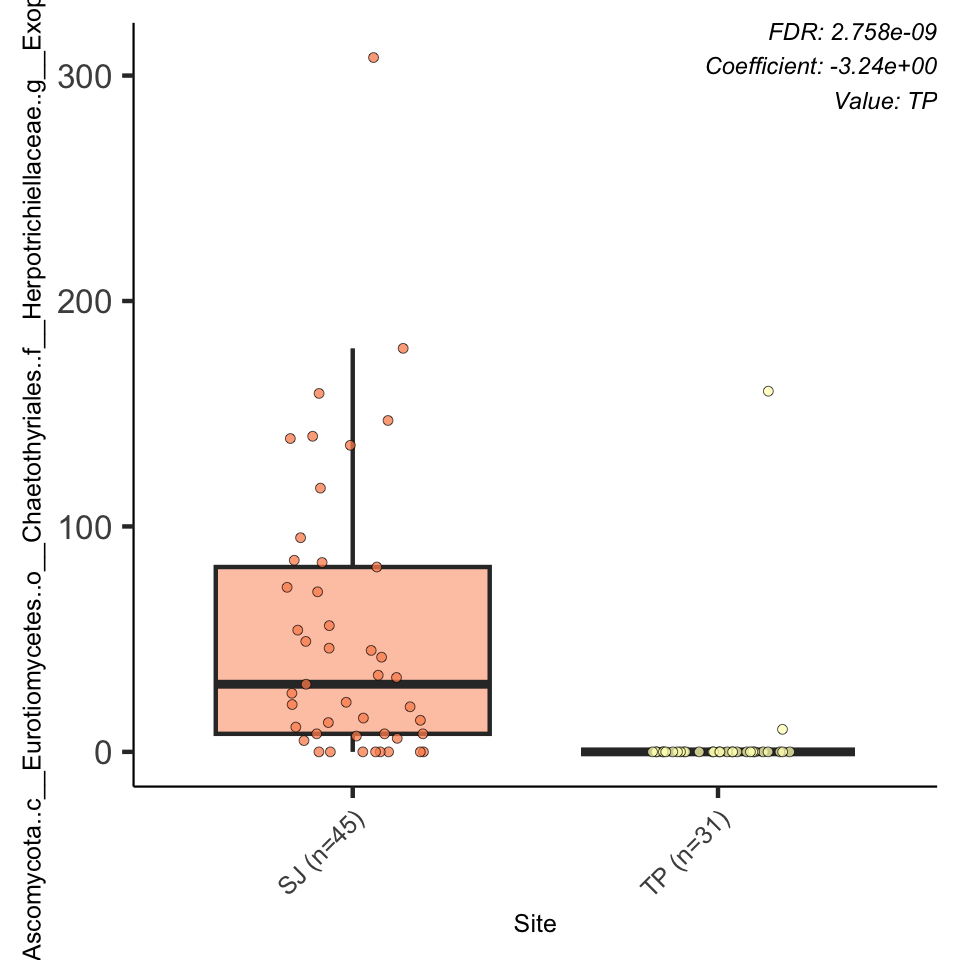 FDR: 2.758e-09
Coefficient: -3.24e+00
Value: TP
Ascomycota..c__Eurotiomycetes..o__Chaetothyriales..f__Herpotrichiellaceae..g__Exop
300
200
100
0
SJ (n=45)
TP (n=31)
Site